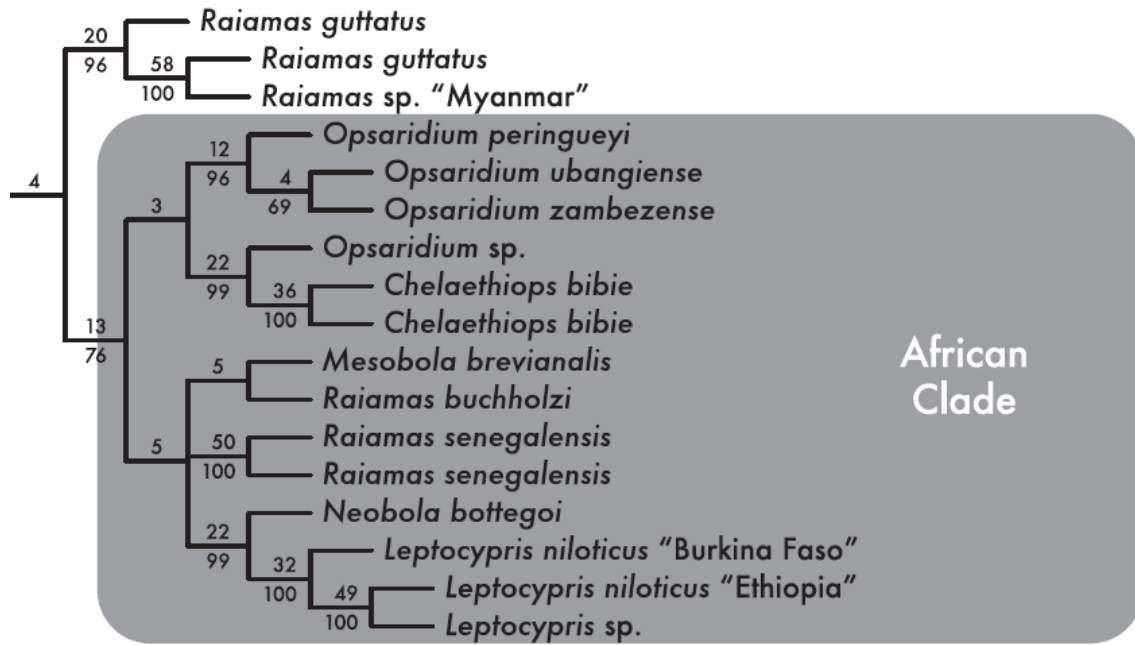 Raiamas guttatus
20
96
58
Raiamas guttatus
100
Raiamas sp. “Myanmar”
Opsaridium peringueyi
12
96
4
Opsaridium ubangiense
69
Opsaridium zambezense
4
3
Opsaridium sp.
22
99
36
Chelaethiops bibie
100
Chelaethiops bibie
13
76
African
Clade
5
Mesobola brevianalis
Raiamas buchholzi
5
50
Raiamas senegalensis
100
Raiamas senegalensis
Neobola bottegoi
22
99
32
Leptocypris niloticus “Burkina Faso”
100
49
Leptocypris niloticus “Ethiopia”
100
Leptocypris sp.